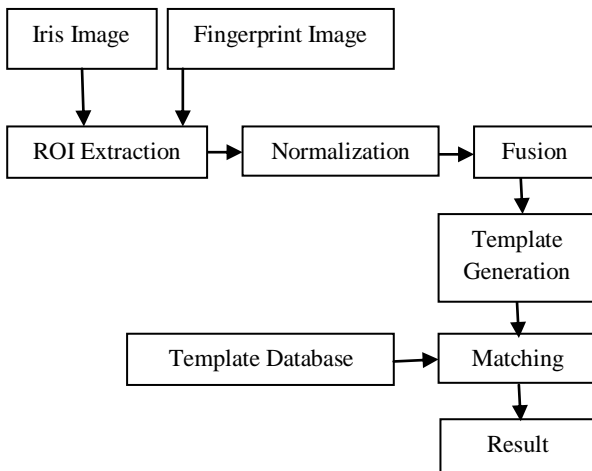 Iris Image
Fingerprint Image
ROI Extraction
Normalization
Fusion
Template
Generation
Template Database
Matching
Result